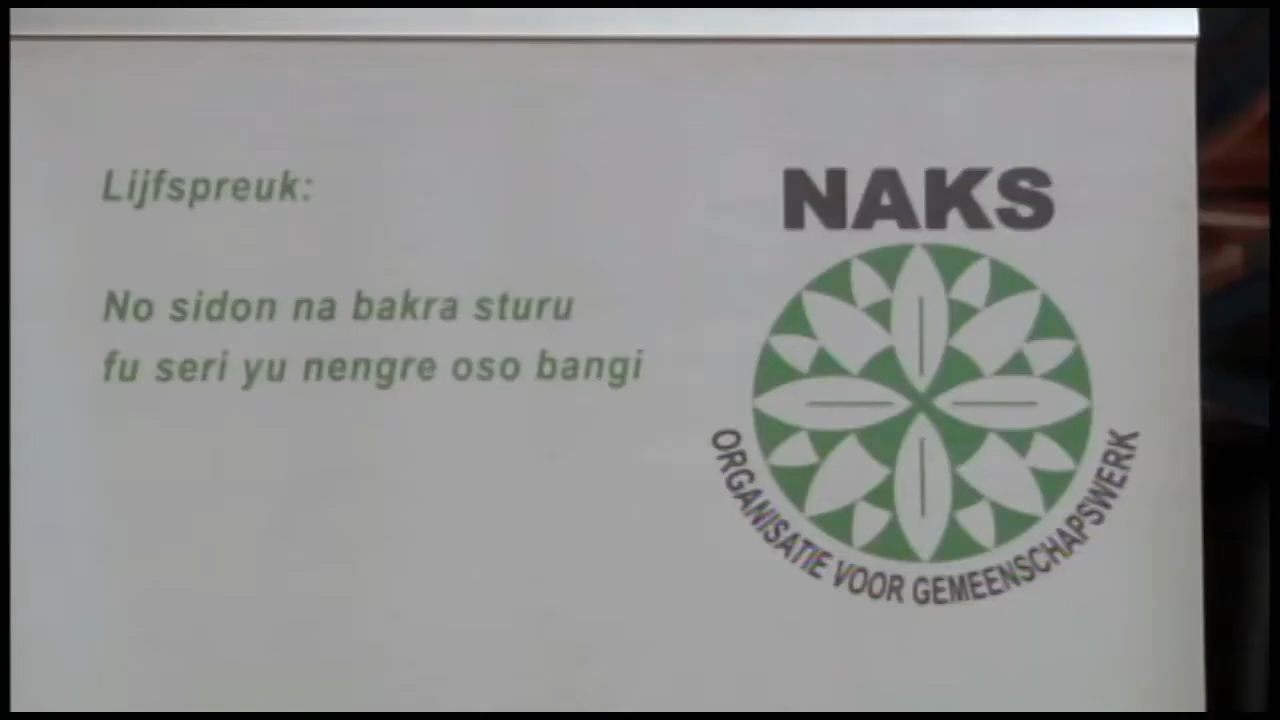 Lijfspreuk:
No sidon na bakra sturu
fu seri yu nengre oso bangi
NAKS
ORGANISATIE VOOR GEMEENSCHAPSWERK